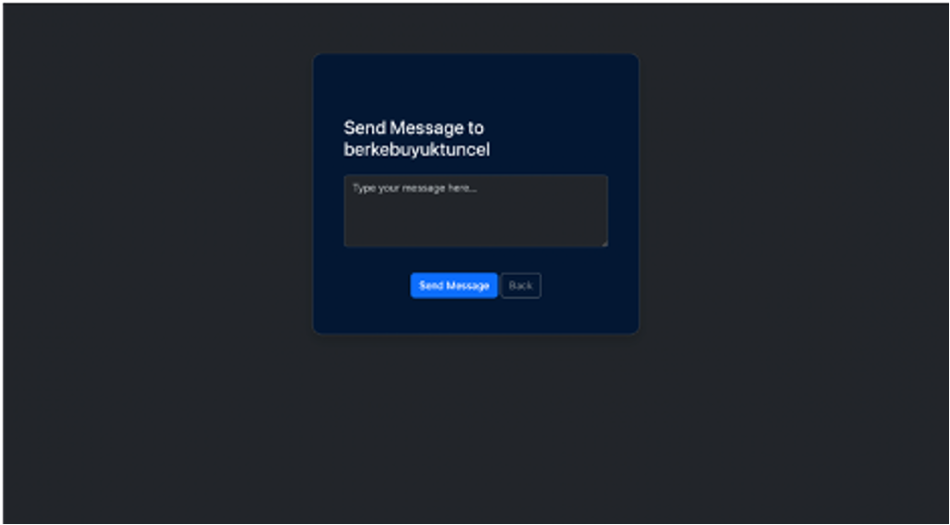 Send Message to
berkebuyuktuncel
Type your message here...
Send Message
Back